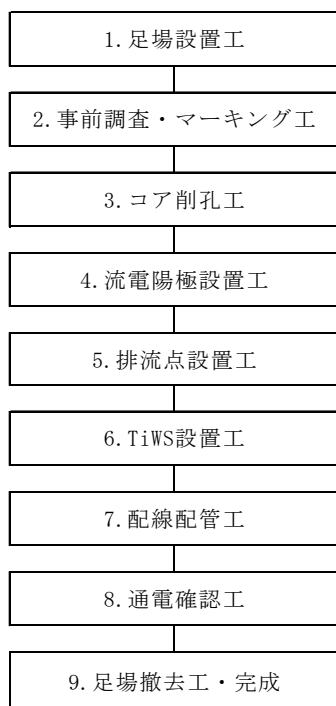 1.足場設置工
2.事前調査・マーキング工
3.コア削孔工
4.流電陽極設置工
5.排流点設置工
6.TiWS設置工
7.配線配管工
8.通電確認工
9.足場撤去工・完成